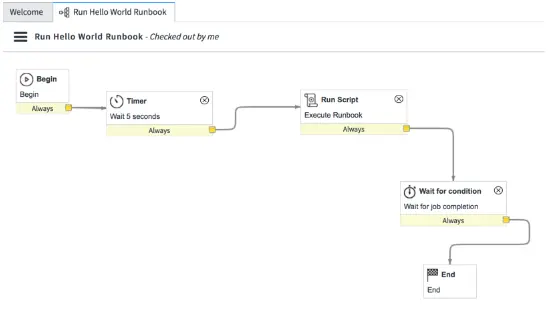 Welcome
Run Hello World Runbook
Run Hello World Runbook - Checked out by me
Begin
Begin
Always
Timer
Wait 5 seconds
Always
Run Script
Execute Runbook
Always
Wait for condition
Wait for job completion
Always
End
End